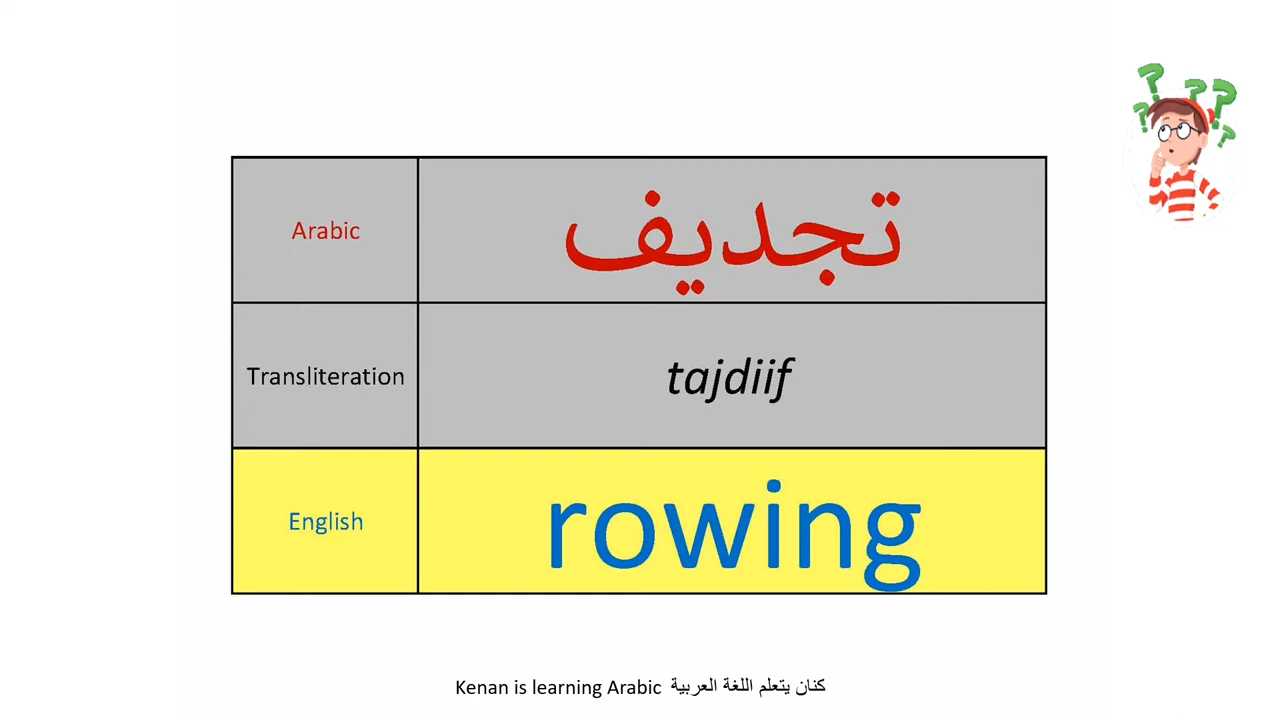 Arabic تجديف
Transliteration tajdiif
English rowing
Kenan is learning Arabic كنان يتعلم اللغة العربية